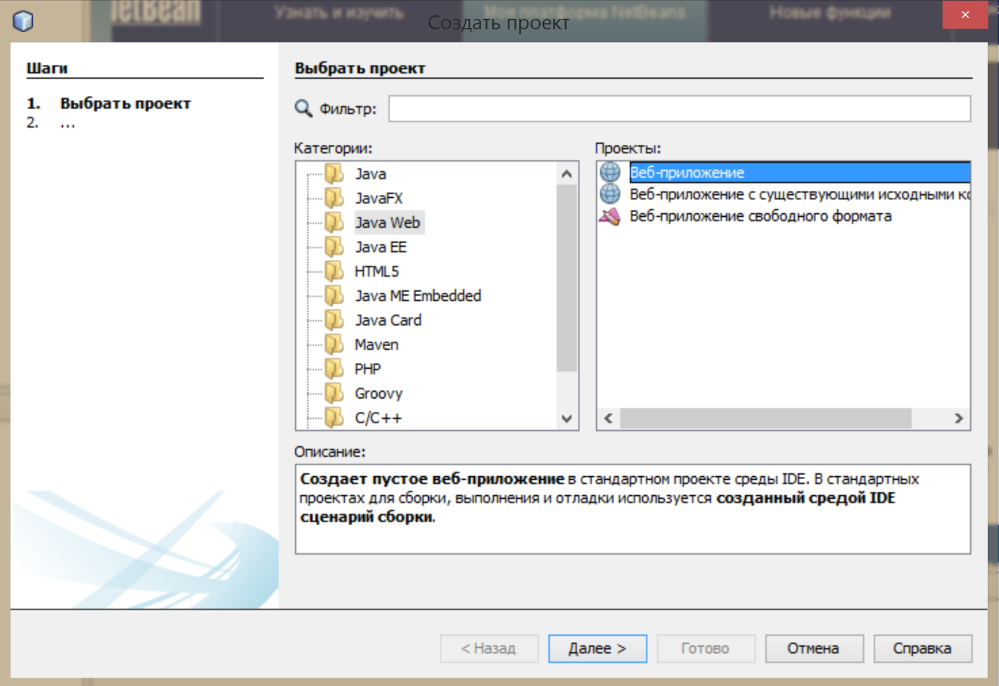 NetBean
Узнать и изучить
Моя платформа NetBeans
Новые функции
Создать проект
Шаги
1. Выбрать проект
2. ...
Выбрать проект
Фильтр:
Категории:
Java
JavaFX
Java Web
Java EE
HTML5
Java ME Embedded
Java Card
Maven
PHP
Groovy
C/C++
Проекты:
Веб-приложение
Веб-приложение с существующими исходными ко
Веб-приложение свободного формата
Описание:
Создает пустое веб-приложение в стандартном проекте среды IDE. В стандартных
проектах для сборки, выполнения и отладки используется созданный средой IDE
сценарий сборки.
< Назад
Далее >
Готово
Отмена
Справка